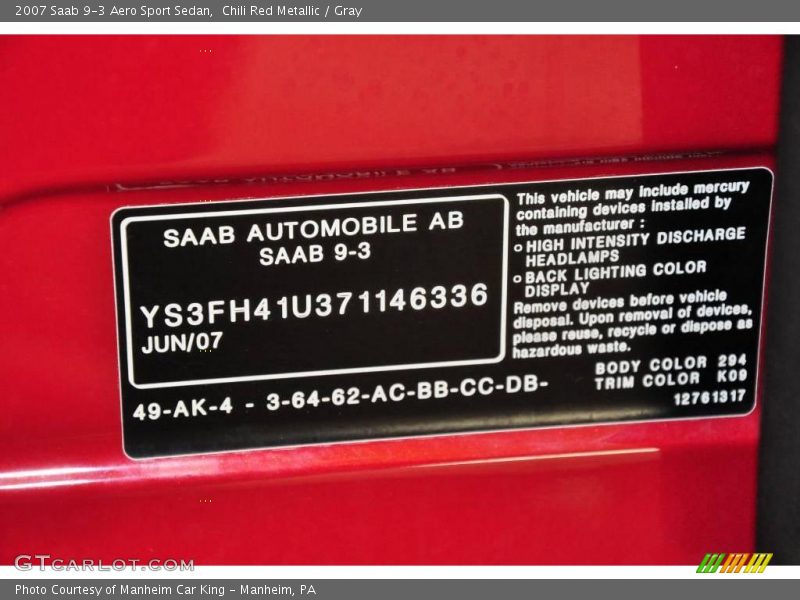 2007 Saab 9-3 Aero Sport Sedan,  Chili Red Metallic / Gray
SAAB AUTOMOBILE AB
SAAB 9-3
YS3FH41U371146336
JUN/07
49-AK-4 - 3-64-62-AC-BB-CC-DB-
This vehicle may include mercury
containing devices installed by
the manufacturer :
o HIGH INTENSITY DISCHARGE
HEADLAMPS
o BACK LIGHTING COLOR
DISPLAY
Remove devices before vehicle
disposal. Upon removal of devices,
please reuse, recycle or dispose as
hazardous waste.
BODY COLOR 294
TRIM COLOR K09
12761317
GTCARLOT.COM
Photo Courtesy of Manheim Car King - Manheim, PA